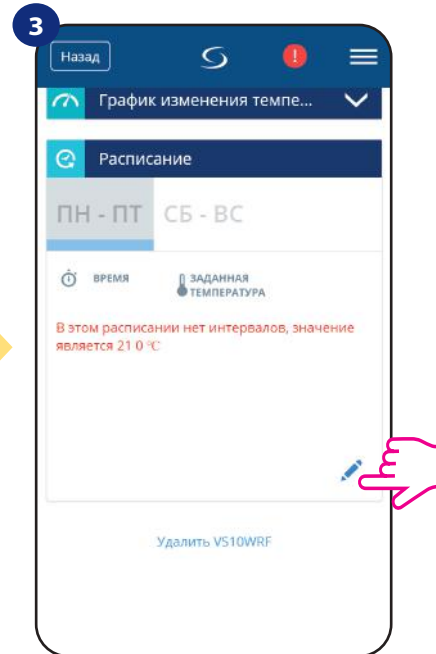 3
Назад
График изменения темпе...
Расписание
ПН - ПТ СБ - ВС
ВРЕМЯ ЗАДАННАЯ
ТЕМПЕРАТУРА
В этом расписании нет интервалов, значение
является 21 0 °C
Удалить VS10WRF